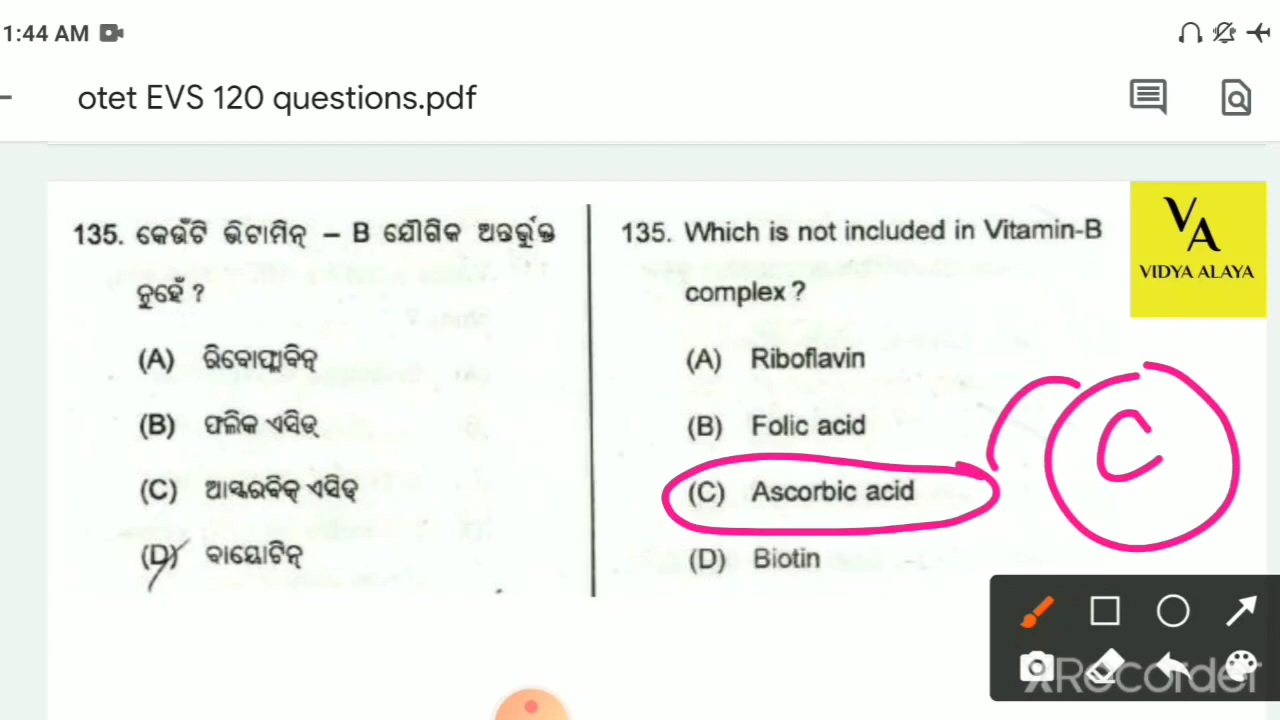 1:44 AM
otet EVS 120 questions.pdf
135. କେଉଁଟି ଭିଟାମିନ୍ – B ଯୌଗିକ ଅନ୍ତର୍ଭୁକ୍ତ
ନୁହେଁ ?
(A) ରିବୋଫ୍ଲାବିନ୍
(B) ଫଲିକ ଏସିଡ୍
(C) ଆସ୍କରବିକ୍ ଏସିଡ୍
(D) ବାୟୋଟିନ୍
135. Which is not included in Vitamin-B
complex ?
(A) Riboflavin
(B) Folic acid
(C) Ascorbic acid
(D) Biotin
C
VA
VIDYA ALAYA
XRecorder